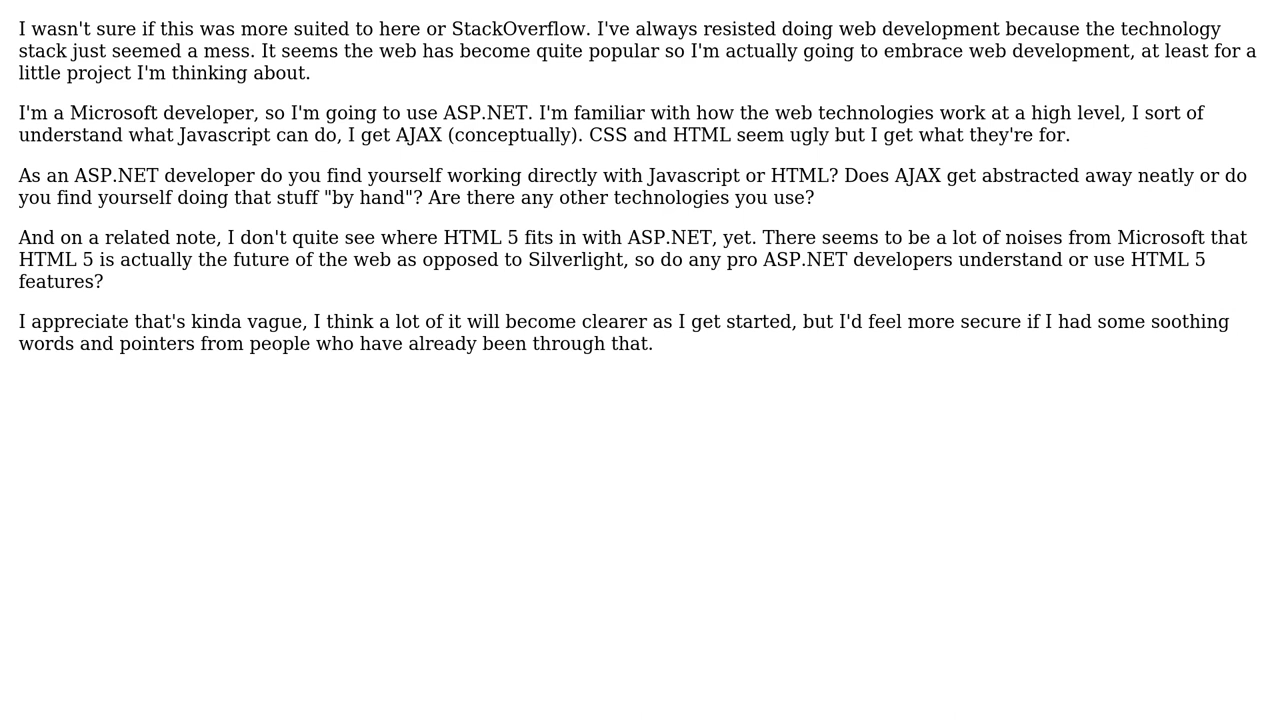 I wasn't sure if this was more suited to here or StackOverflow. I've always resisted doing web development because the technology
stack just seemed a mess. It seems the web has become quite popular so I'm actually going to embrace web development, at least for a
little project I'm thinking about.
I'm a Microsoft developer, so I'm going to use ASP.NET. I'm familiar with how the web technologies work at a high level, I sort of
understand what Javascript can do, I get AJAX (conceptually). CSS and HTML seem ugly but I get what they're for.
As an ASP.NET developer do you find yourself working directly with Javascript or HTML? Does AJAX get abstracted away neatly or do
you find yourself doing that stuff "by hand"? Are there any other technologies you use?
And on a related note, I don't quite see where HTML 5 fits in with ASP.NET, yet. There seems to be a lot of noises from Microsoft that
HTML 5 is actually the future of the web as opposed to Silverlight, so do any pro ASP.NET developers understand or use HTML 5
features?
I appreciate that's kinda vague, I think a lot of it will become clearer as I get started, but I'd feel more secure if I had some soothing
words and pointers from people who have already been through that.